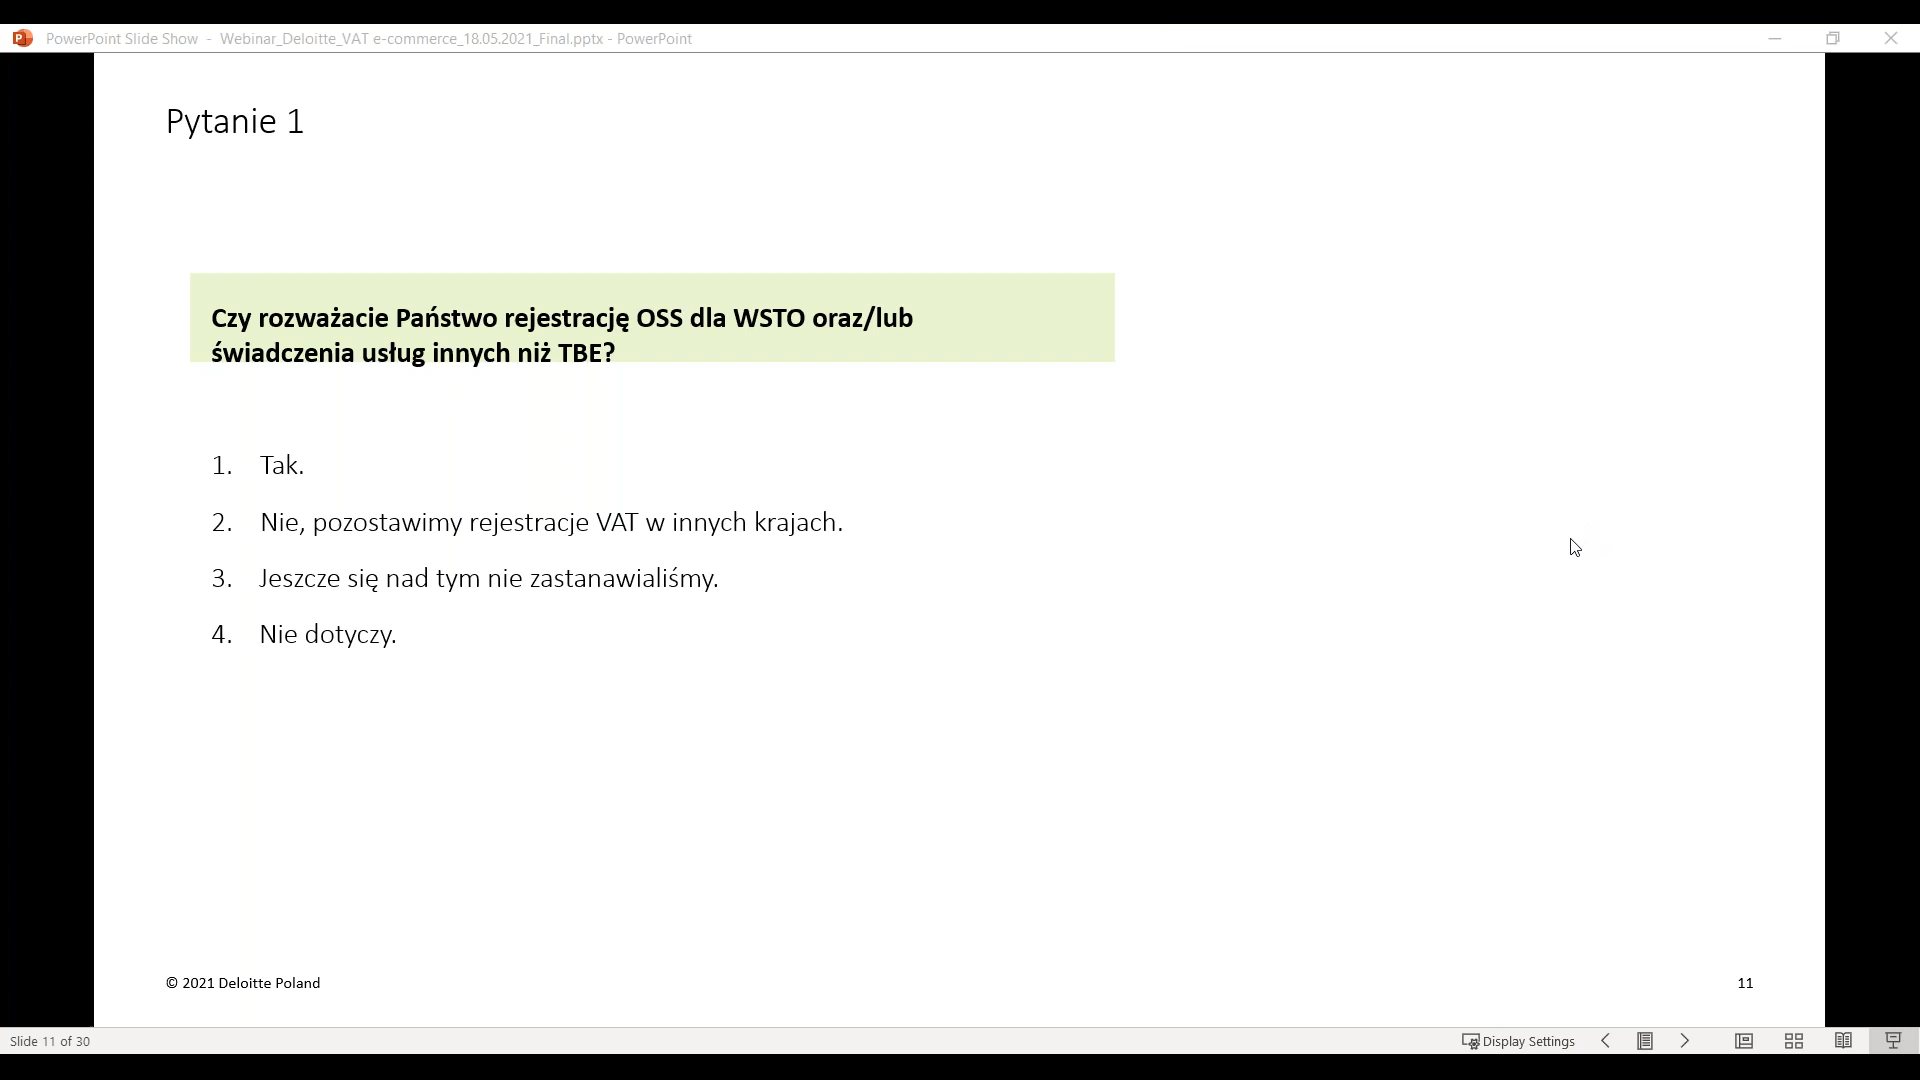 PowerPoint Slide Show - Webinar_Deloitte_VAT e-commerce_18.05.2021_Final.pptx - PowerPoint
Pytanie 1
Czy rozważacie Państwo rejestrację OSS dla WSTO oraz/lub
świadczenia usług innych niż TBE?
1. Tak.
2. Nie, pozostawimy rejestracje VAT w innych krajach.
3. Jeszcze się nad tym nie zastanawialiśmy.
4. Nie dotyczy.
© 2021 Deloitte Poland
11
Slide 11 of 30
Display Settings